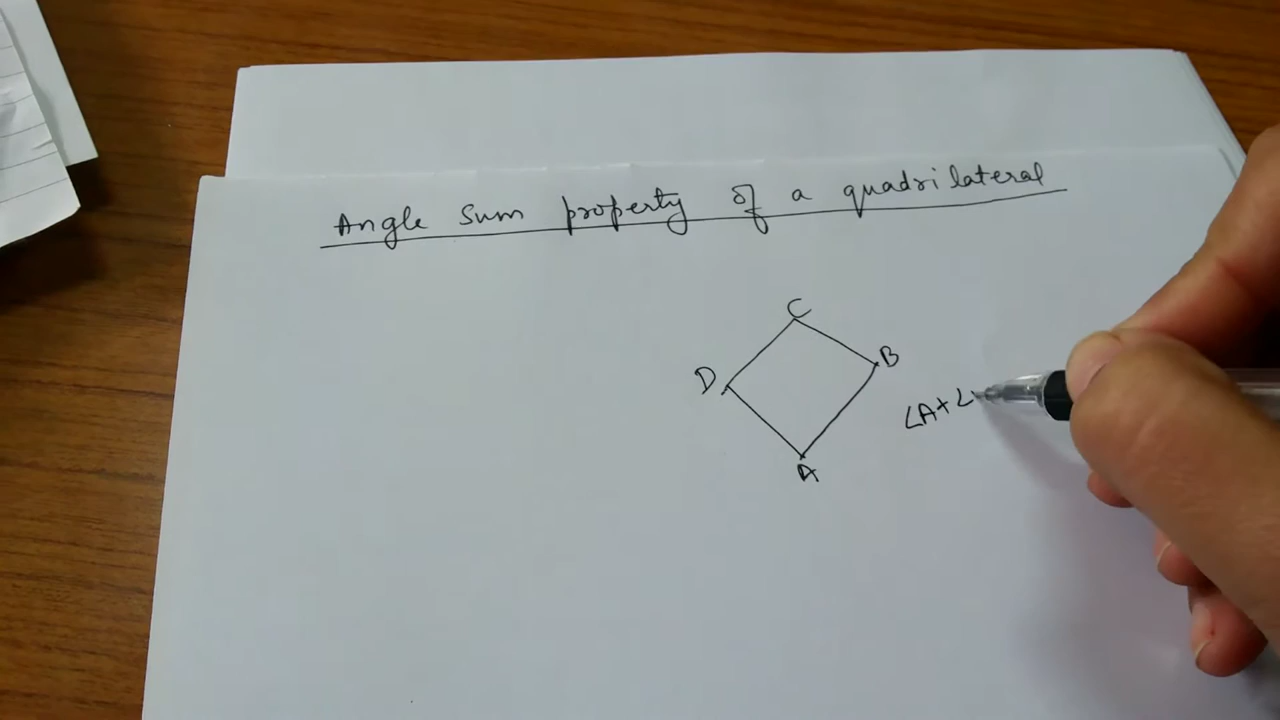 Angle sum property of a quadrilateral
C
B
D
∠A+∠
A